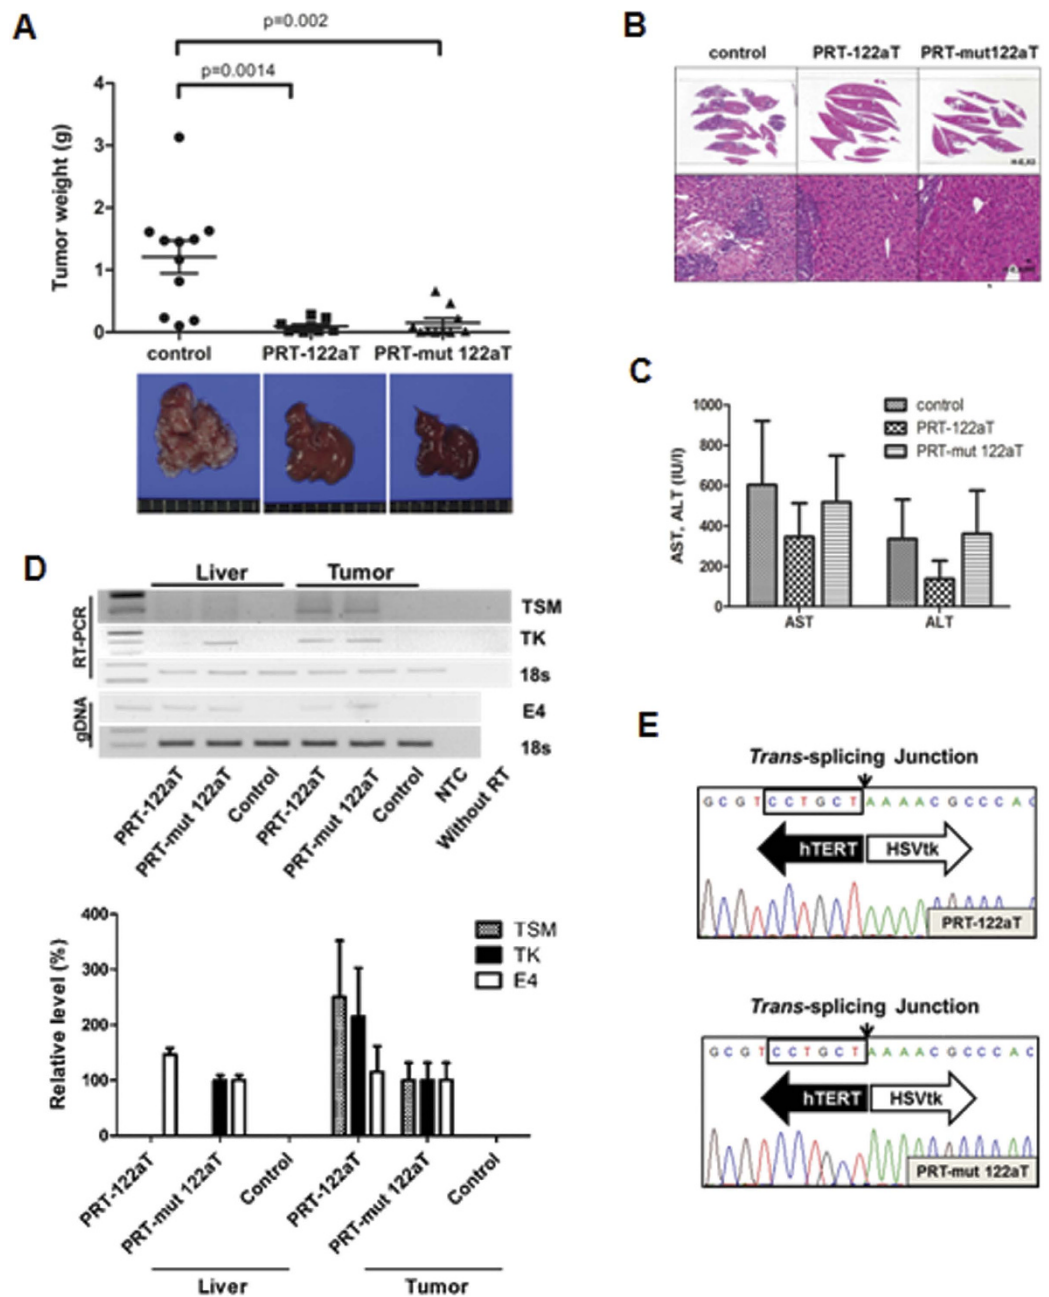 A
p=0.002
p=0.0014
Tumor weight (g)
4
3
2
1
0
control PRT-122aT PRT-mut 122aT
B
control PRT-122aT PRT-mut122aT
C
AST, ALT (IU/l)
1000
800
600
400
200
0
control
PRT-122aT
PRT-mut 122aT
AST ALT
D
Liver Tumor
RT-PCR
TSM
TK
18s
gDNA
E4
18s
PRT-122aT PRT-mut 122aT Control PRT-122aT PRT-mut 122aT Control NTC Without RT
Relative level (%)
400
300
200
100
0
TSM
TK
E4
PRT-122aT PRT-mut 122aT Control PRT-122aT PRT-mut 122aT Control
Liver Tumor
E
Trans-splicing Junction
G C G T C C T G C T A A A A C G C C C A C
hTERT HSVtk
PRT-122aT
Trans-splicing Junction
G C G T C C T G C T A A A A C G C C C A C
hTERT HSVtk
PRT-mut 122aT